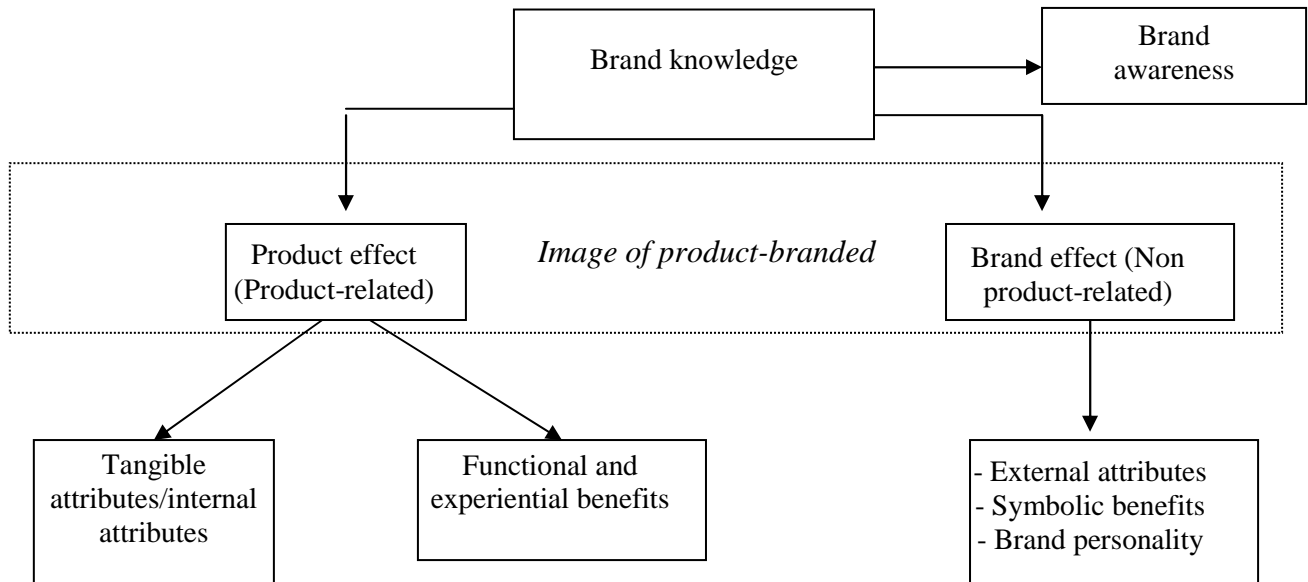 Brand knowledge
Brand
awareness
Product effect
(Product-related)
Image of product-branded
Brand effect (Non
product-related)
Tangible
attributes/internal
attributes
Functional and
experiential benefits
- External attributes
- Symbolic benefits
- Brand personality